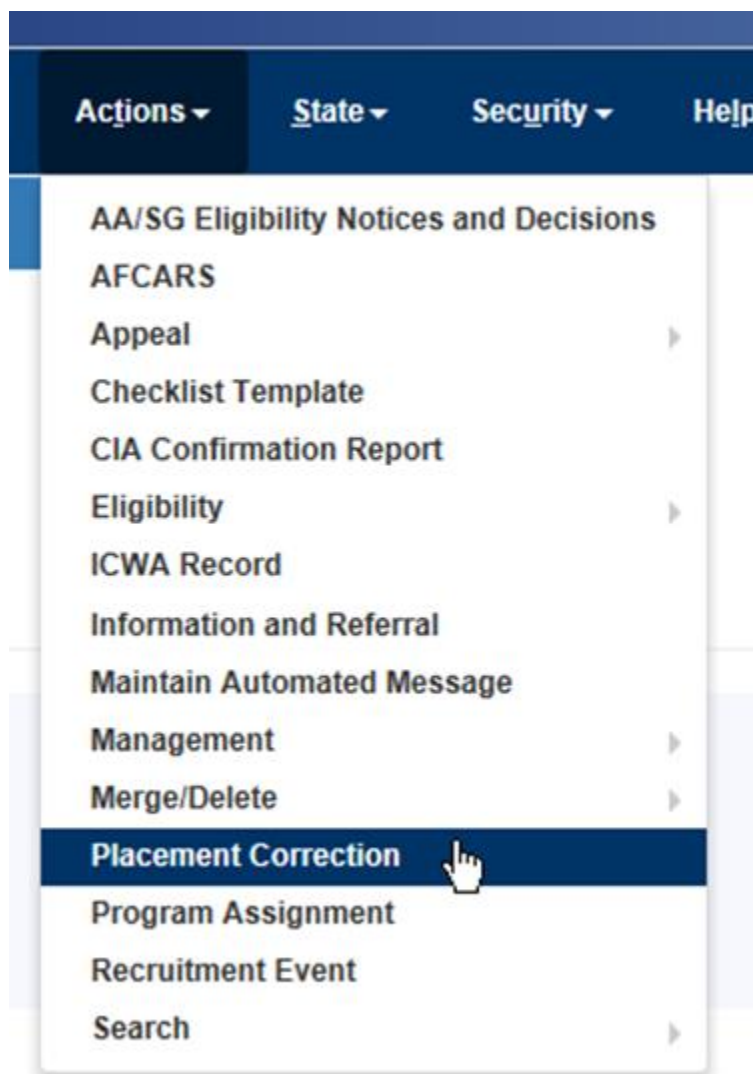 Actions State Security Help
AA/SG Eligibility Notices and Decisions
AFCARS
Appeal
Checklist Template
CIA Confirmation Report
Eligibility
ICWA Record
Information and Referral
Maintain Automated Message
Management
Merge/Delete
Placement Correction
Program Assignment
Recruitment Event
Search